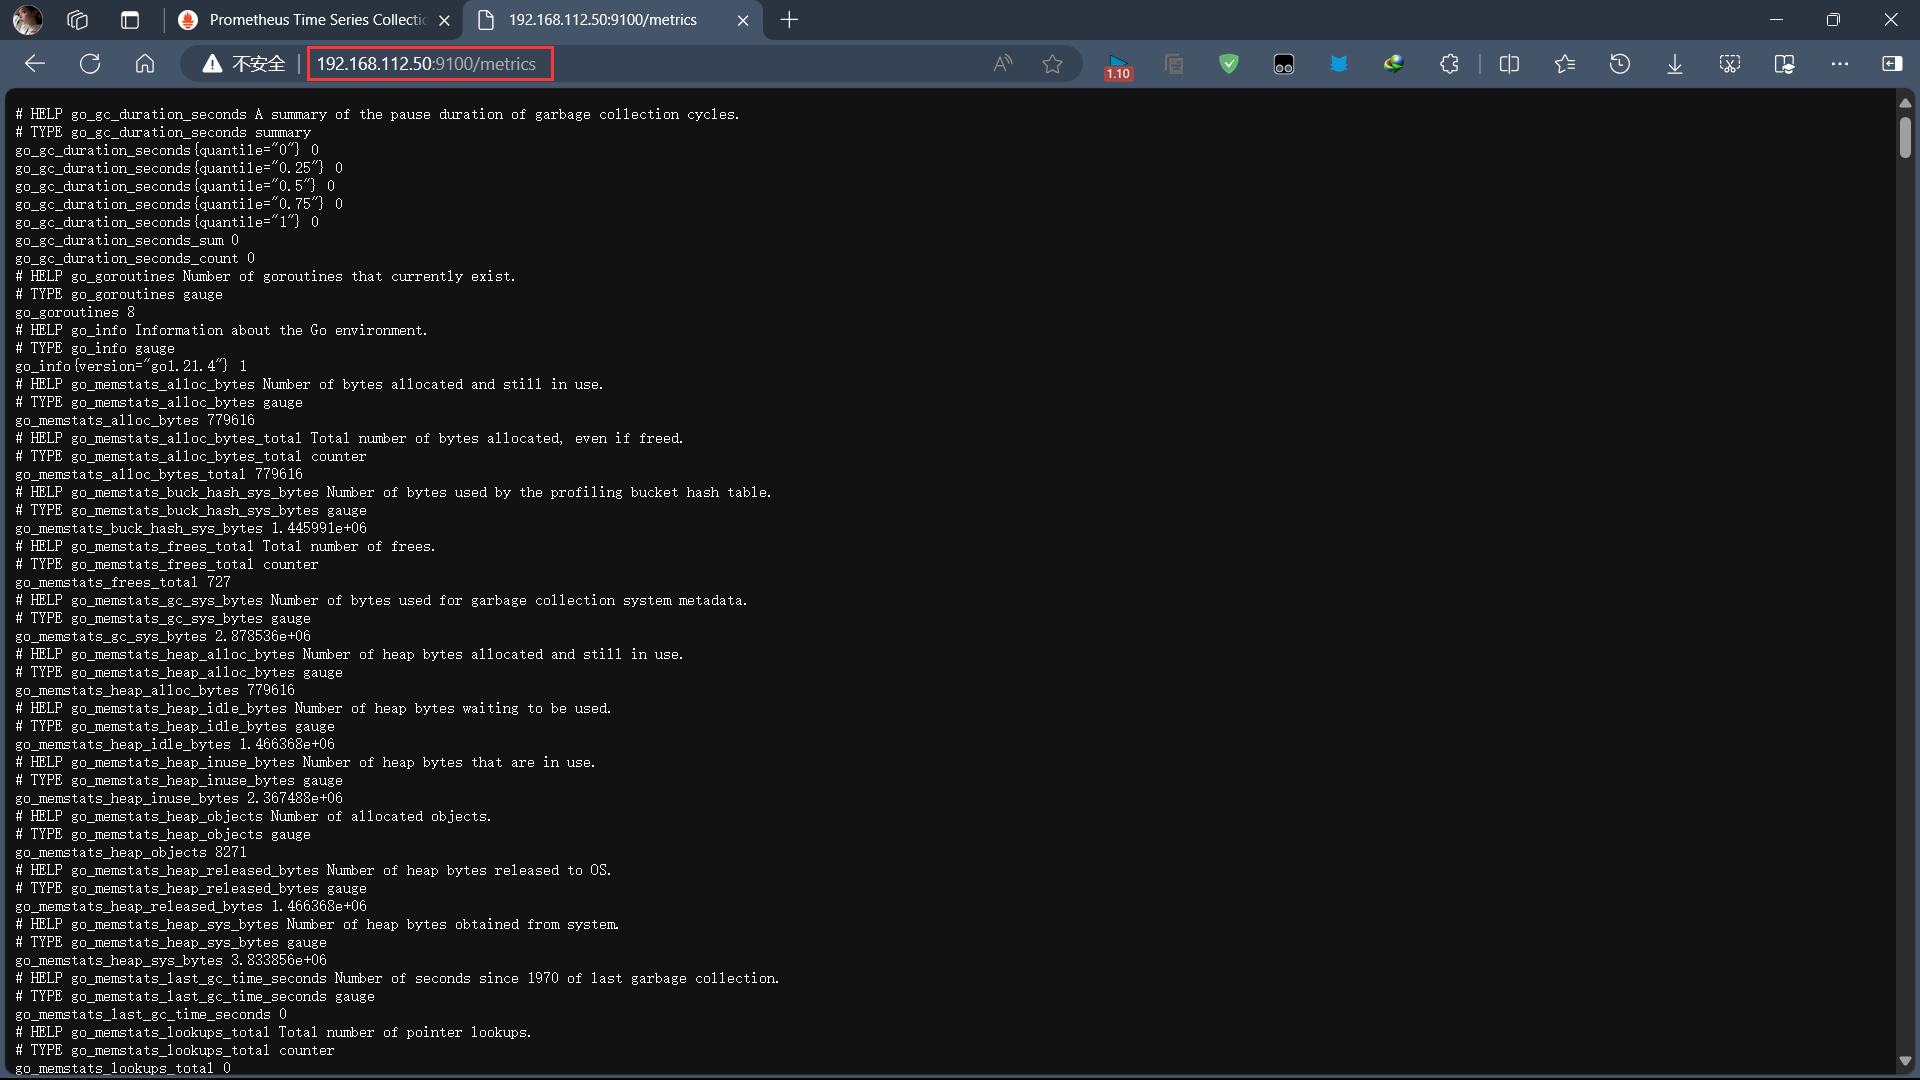 Prometheus Time Series Collectic
192.168.112.50:9100/metrics
不安全
192.168.112.50:9100/metrics
1.10
# HELP go_gc_duration_seconds A summary of the pause duration of garbage collection cycles.
# TYPE go_gc_duration_seconds summary
go_gc_duration_seconds{quantile="0"} 0
go_gc_duration_seconds{quantile="0.25"} 0
go_gc_duration_seconds{quantile="0.5"} 0
go_gc_duration_seconds{quantile="0.75"} 0
go_gc_duration_seconds{quantile="1"} 0
go_gc_duration_seconds_sum 0
go_gc_duration_seconds_count 0
# HELP go_goroutines Number of goroutines that currently exist.
# TYPE go_goroutines gauge
go_goroutines 8
# HELP go_info Information about the Go environment.
# TYPE go_info gauge
go_info{version="go1.21.4"} 1
# HELP go_memstats_alloc_bytes Number of bytes allocated and still in use.
# TYPE go_memstats_alloc_bytes gauge
go_memstats_alloc_bytes 779616
# HELP go_memstats_alloc_bytes_total Total number of bytes allocated, even if freed.
# TYPE go_memstats_alloc_bytes_total counter
go_memstats_alloc_bytes_total 779616
# HELP go_memstats_buck_hash_sys_bytes Number of bytes used by the profiling bucket hash table.
# TYPE go_memstats_buck_hash_sys_bytes gauge
go_memstats_buck_hash_sys_bytes 1.445991e+06
# HELP go_memstats_frees_total Total number of frees.
# TYPE go_memstats_frees_total counter
go_memstats_frees_total 727
# HELP go_memstats_gc_sys_bytes Number of bytes used for garbage collection system metadata.
# TYPE go_memstats_gc_sys_bytes gauge
go_memstats_gc_sys_bytes 2.878536e+06
# HELP go_memstats_heap_alloc_bytes Number of heap bytes allocated and still in use.
# TYPE go_memstats_heap_alloc_bytes gauge
go_memstats_heap_alloc_bytes 779616
# HELP go_memstats_heap_idle_bytes Number of heap bytes waiting to be used.
# TYPE go_memstats_heap_idle_bytes gauge
go_memstats_heap_idle_bytes 1.466368e+06
# HELP go_memstats_heap_inuse_bytes Number of heap bytes that are in use.
# TYPE go_memstats_heap_inuse_bytes gauge
go_memstats_heap_inuse_bytes 2.367488e+06
# HELP go_memstats_heap_objects Number of allocated objects.
# TYPE go_memstats_heap_objects gauge
go_memstats_heap_objects 8271
# HELP go_memstats_heap_released_bytes Number of heap bytes released to OS.
# TYPE go_memstats_heap_released_bytes gauge
go_memstats_heap_released_bytes 1.466368e+06
# HELP go_memstats_heap_sys_bytes Number of heap bytes obtained from system.
# TYPE go_memstats_heap_sys_bytes gauge
go_memstats_heap_sys_bytes 3.833856e+06
# HELP go_memstats_last_gc_time_seconds Number of seconds since 1970 of last garbage collection.
# TYPE go_memstats_last_gc_time_seconds gauge
go_memstats_last_gc_time_seconds 0
# HELP go_memstats_lookups_total Total number of pointer lookups.
# TYPE go_memstats_lookups_total counter
go_memstats_lookups_total 0